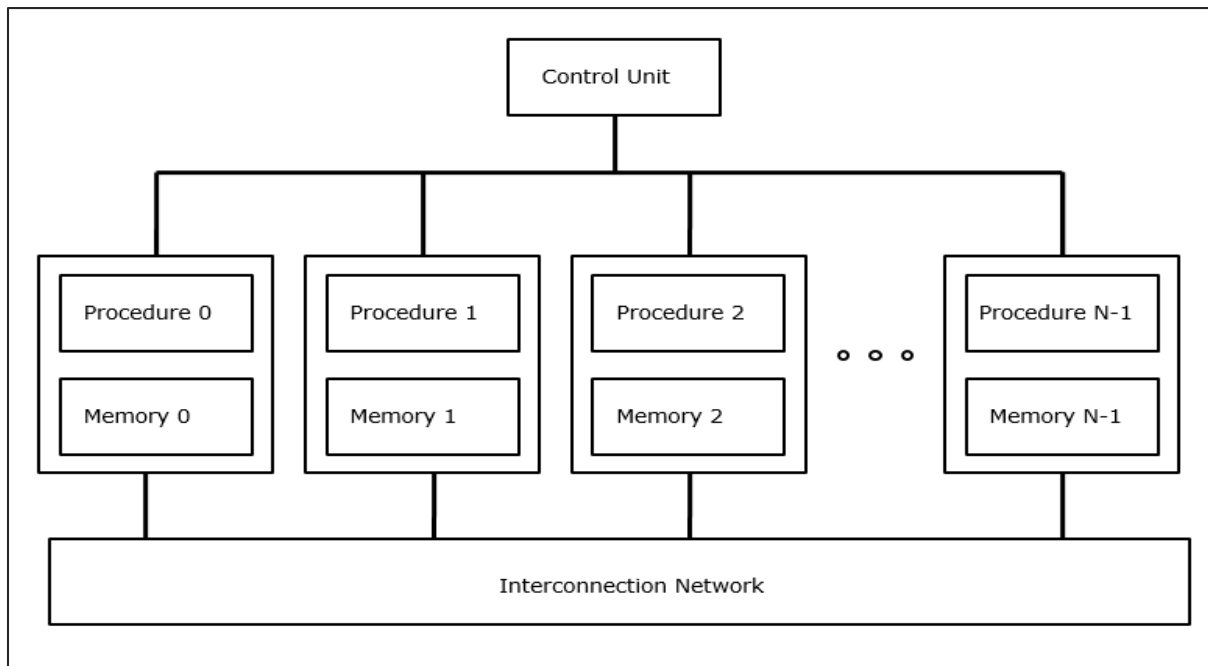 Control Unit
Procedure 0
Procedure 1
Procedure 2
Procedure N-1
Memory 0
Memory 1
Memory 2
Memory N-1
Interconnection Network